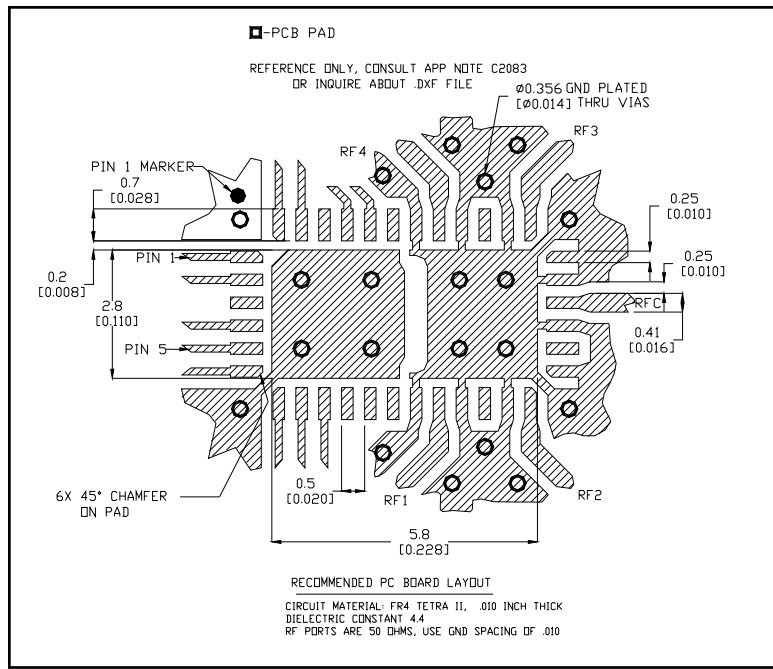 -PCB PAD
REFERENCE ONLY, CONSULT APP NOTE C2083
OR INQUIRE ABOUT .DXF FILE
Ø0.356 GND PLATED
[Ø0.014] THRU VIAS
RF3
RF4
PIN 1 MARKER
0.7
[0.028]
0.25
[0.010]
PIN 1
0.25
[0.010]
0.2
[0.008]
2.8
[0.110]
RFC
0.41
[0.016]
PIN 5
6X 45° CHAMFER
ON PAD
0.5
[0.020]
RF1
RF2
5.8
[0.228]
RECOMMENDED PC BOARD LAYOUT
CIRCUIT MATERIAL: FR4 TETRA II, .010 INCH THICK
DIELECTRIC CONSTANT 4.4
RF PORTS ARE 50 OHMS, USE GND SPACING OF .010